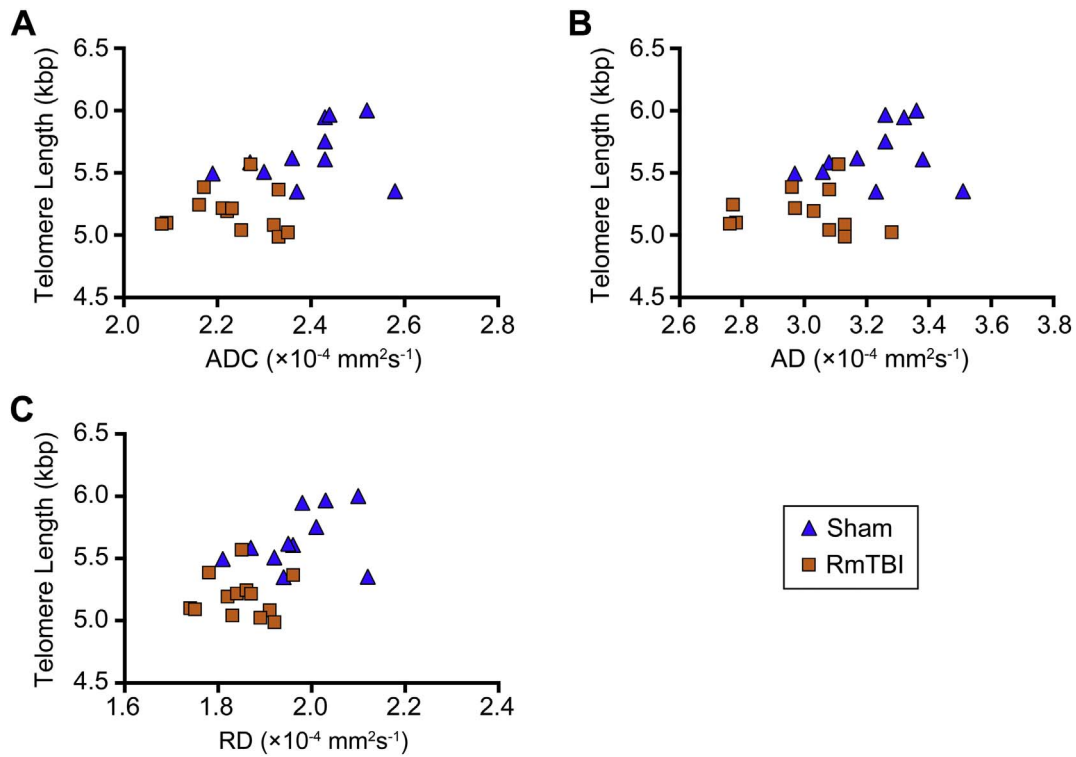 A
Telomere Length (kbp)
6.5
6.0
5.5
5.0
4.5
2.0 2.2 2.4 2.6 2.8
ADC (×10⁻⁴ mm²s⁻¹)
B
Telomere Length (kbp)
6.5
6.0
5.5
5.0
4.5
2.6 2.8 3.0 3.2 3.4 3.6 3.8
AD (×10⁻⁴ mm²s⁻¹)
C
Telomere Length (kbp)
6.5
6.0
5.5
5.0
4.5
1.6 1.8 2.0 2.2 2.4
RD (×10⁻⁴ mm²s⁻¹)
Sham
RmTBI